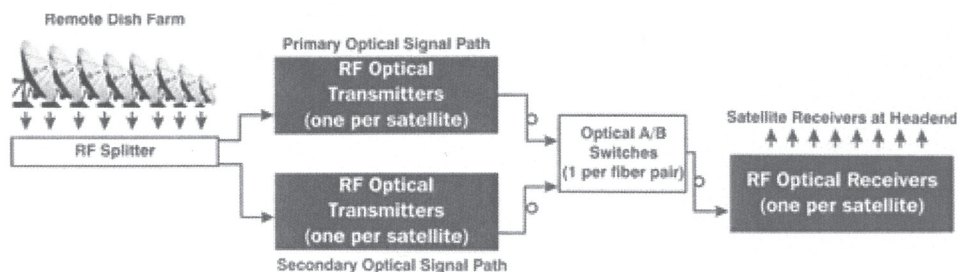 Remote Dish Farm
Primary Optical Signal Path
RF Optical
Transmitters
(one per satellite)
RF Splitter
Optical A/B
Switches
(1 per fiber pair)
Satellite Receivers at Headend
RF Optical Receivers
(one per satellite)
RF Optical
Transmitters
(one per satellite)
Secondary Optical Signal Path